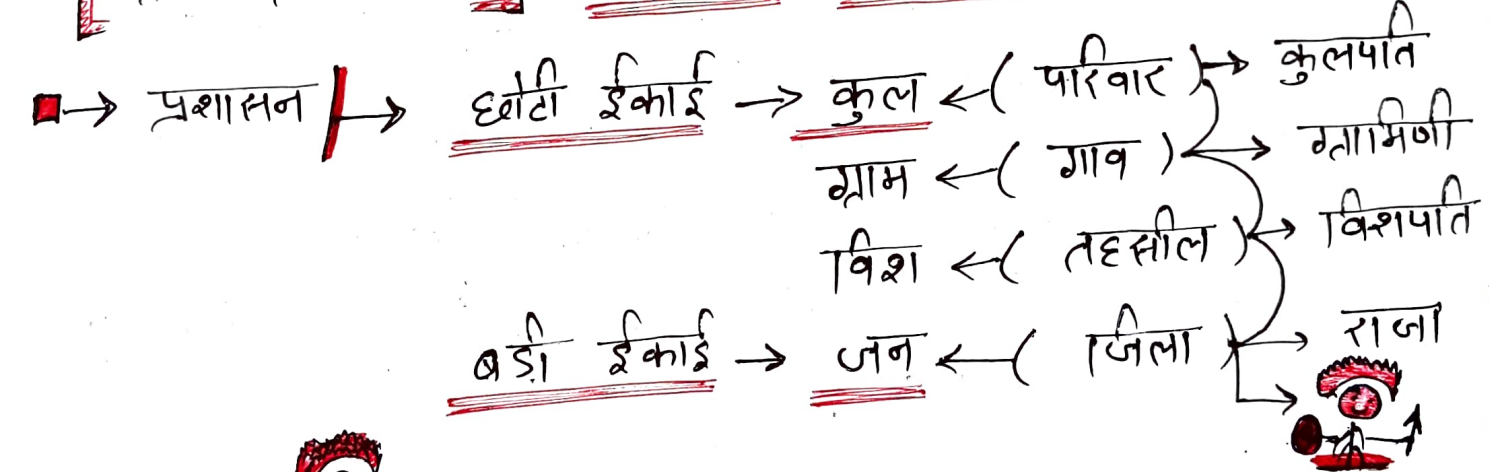 प्रशासन → छोटी ईकाई → कुल ← ( परिवार ) → कुलपति
ग्राम ← ( गाव ) → ग्रामिणी
विश ← ( तहसील ) → विशपति
बडी ईकाई → जन ← ( जिला ) → राजा